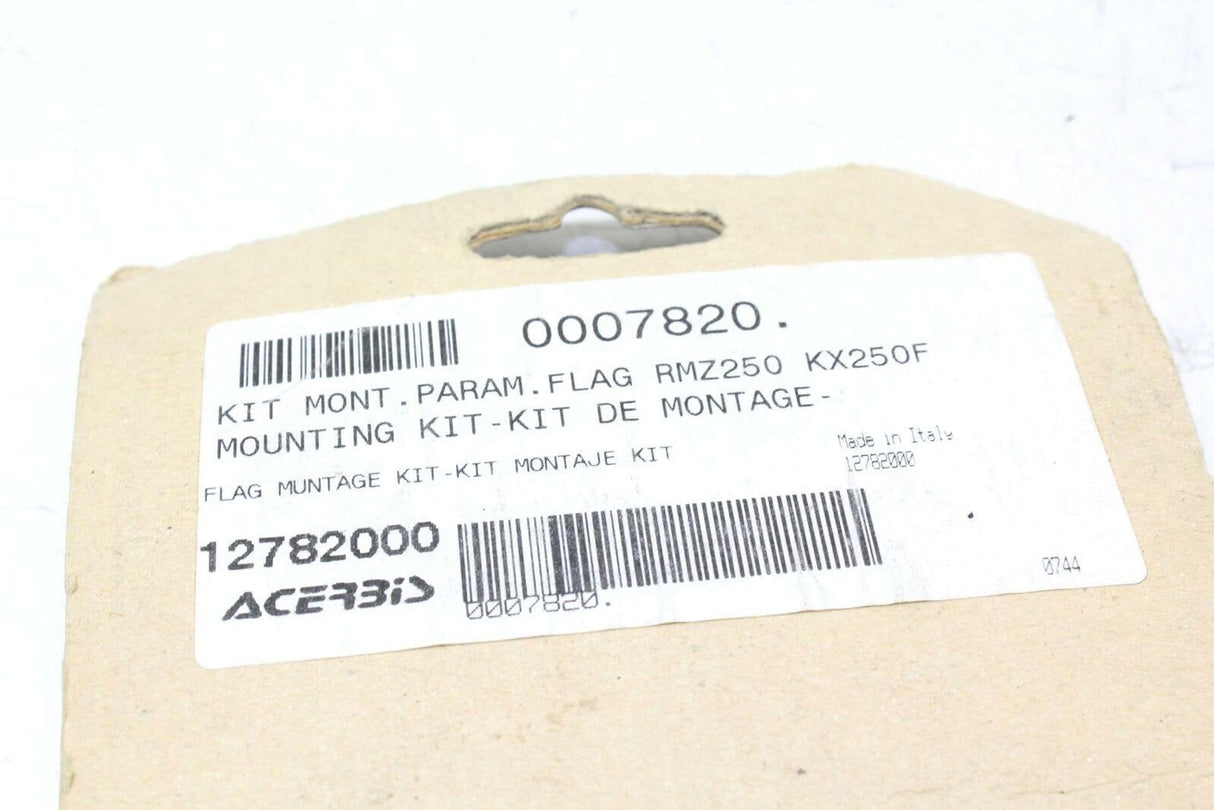 0007820.
KIT MONT.PARAM.FLAG RMZ250 KX250F
MOUNTING KIT-KIT DE MONTAGE-
FLAG MUNTAGE KIT-KIT MONTAJE KIT
Made in Italy
12782000
12782000
ACERBIS
0007820.
0744